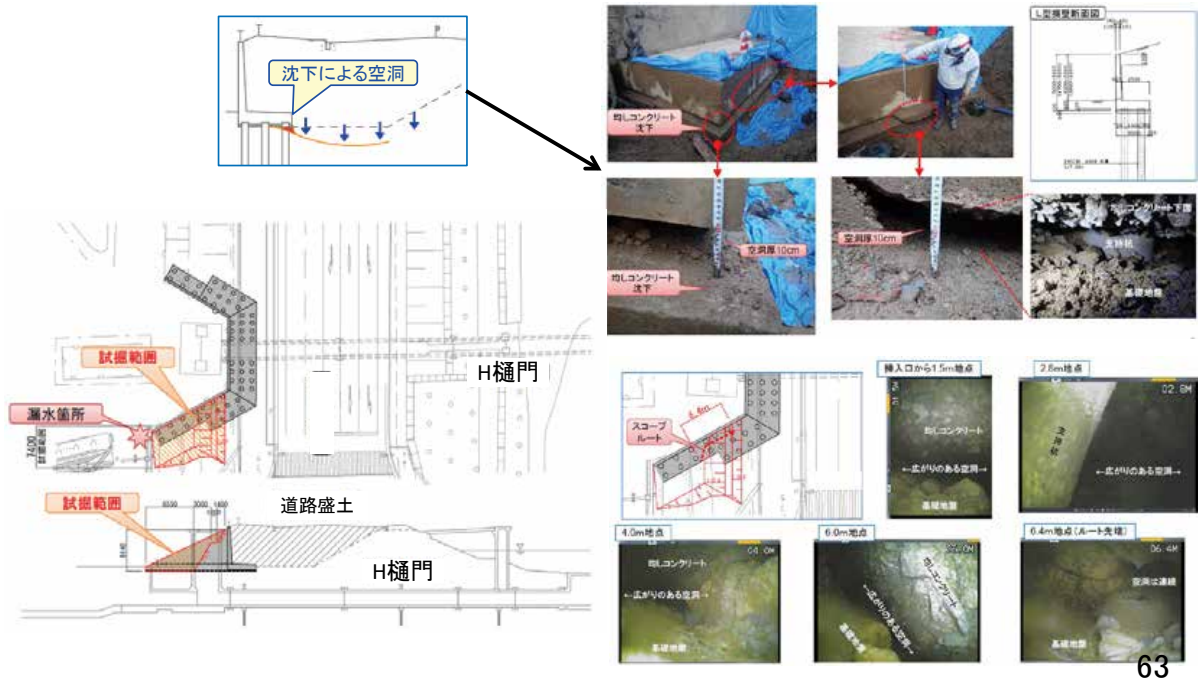 沈下による空洞
均しコンクリート
沈下
L型擁壁断面図
空洞厚10cm
均しコンクリート
沈下
空洞厚10cm
均しコンクリート下面
支持杭
基礎地盤
試掘範囲
漏水箇所
7400
試掘範囲
H樋門
試掘範囲
道路盛土
H樋門
スコープ
ルート
6.8m
挿入口から1.5m地点
均しコンクリート
←広がりのある空洞→
基礎地盤
2.8m地点
02.8M
支持杭
←広がりのある空洞→
4.0m地点
04.0M
均しコンクリート
←広がりのある空洞→
基礎地盤
6.0m地点
均しコンクリート
←広がりのある空洞→
基礎地盤
6.4m地点(ルート先端)
06.4M
空洞は連続
基礎地盤
63